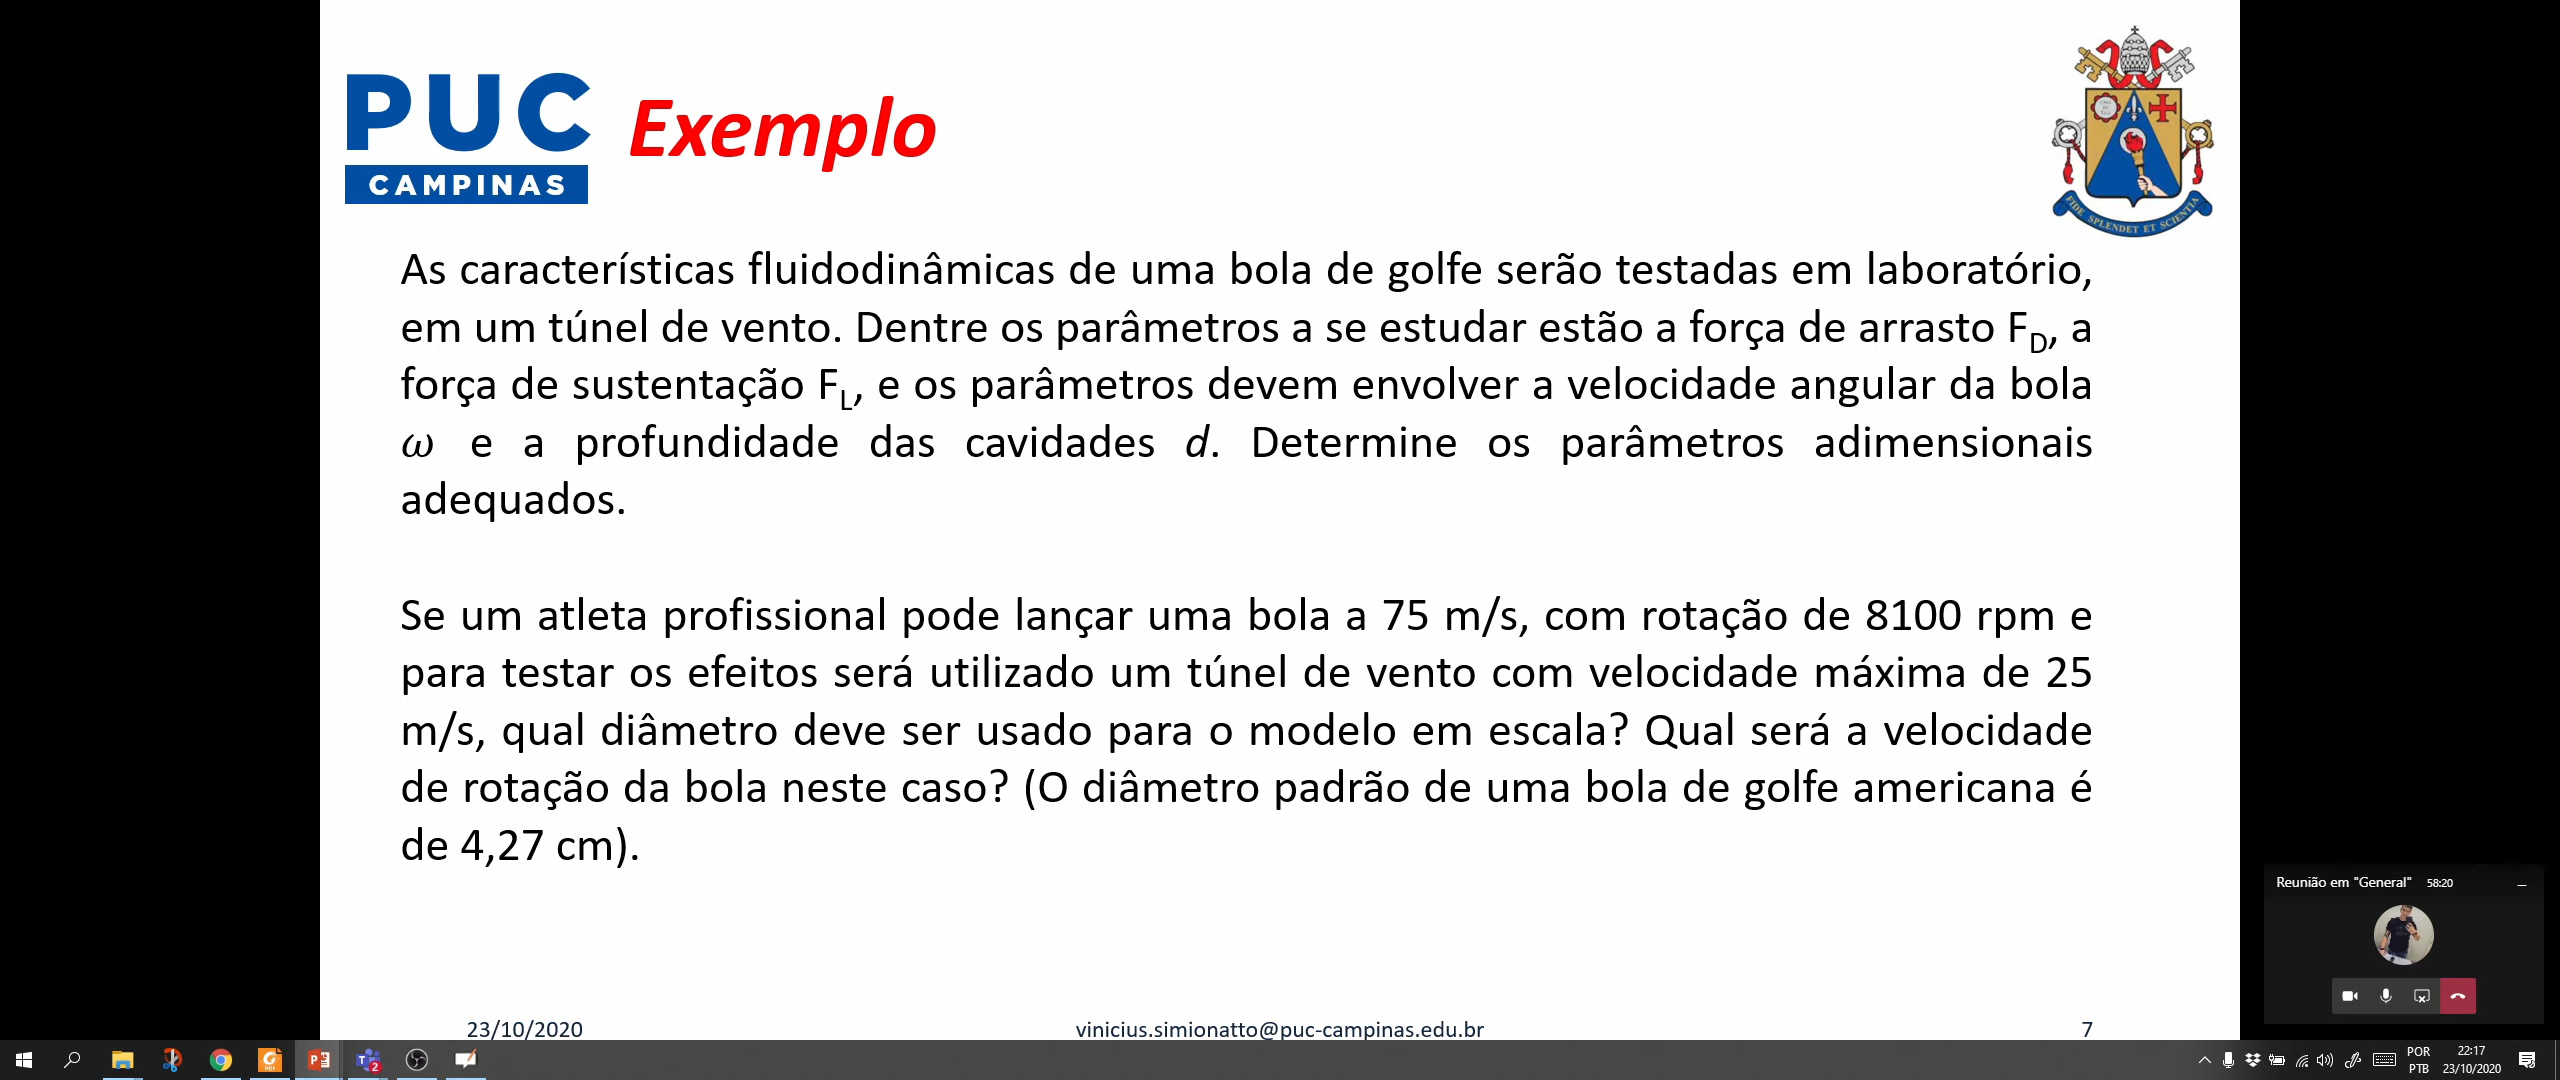 PUC
CAMPINAS
Exemplo
FIDE SPLENDET ET SCIENTIA
As características fluidodinâmicas de uma bola de golfe serão testadas em laboratório,
em um túnel de vento. Dentre os parâmetros a se estudar estão a força de arrasto F_D, a
força de sustentação F_L, e os parâmetros devem envolver a velocidade angular da bola
ω e a profundidade das cavidades d. Determine os parâmetros adimensionais
adequados.
Se um atleta profissional pode lançar uma bola a 75 m/s, com rotação de 8100 rpm e
para testar os efeitos será utilizado um túnel de vento com velocidade máxima de 25
m/s, qual diâmetro deve ser usado para o modelo em escala? Qual será a velocidade
de rotação da bola neste caso? (O diâmetro padrão de uma bola de golfe americana é
de 4,27 cm).
Reunião em "General" 58:20
23/10/2020 vinicius.simionatto@puc-campinas.edu.br 7
POR
PTB
22:17
23/10/2020